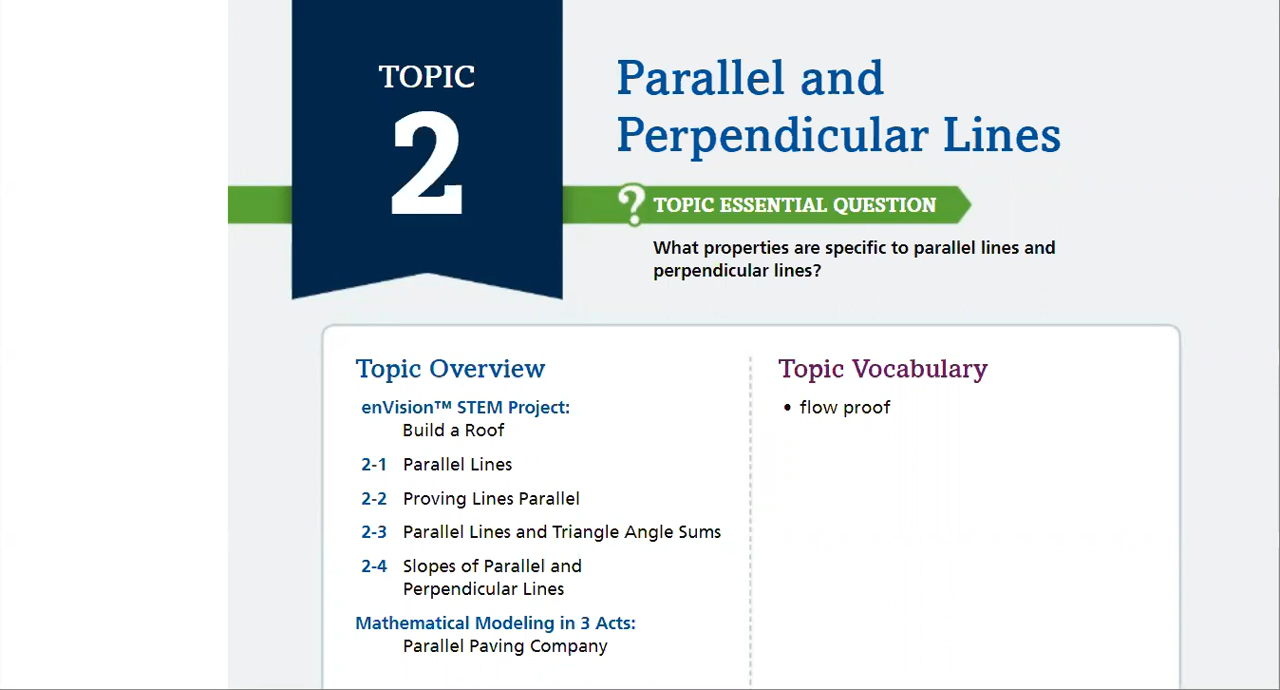 TOPIC
2
Parallel and
Perpendicular Lines
? TOPIC ESSENTIAL QUESTION
What properties are specific to parallel lines and
perpendicular lines?
Topic Overview
enVision™ STEM Project:
Build a Roof
2-1 Parallel Lines
2-2 Proving Lines Parallel
2-3 Parallel Lines and Triangle Angle Sums
2-4 Slopes of Parallel and
Perpendicular Lines
Mathematical Modeling in 3 Acts:
Parallel Paving Company
Topic Vocabulary
• flow proof